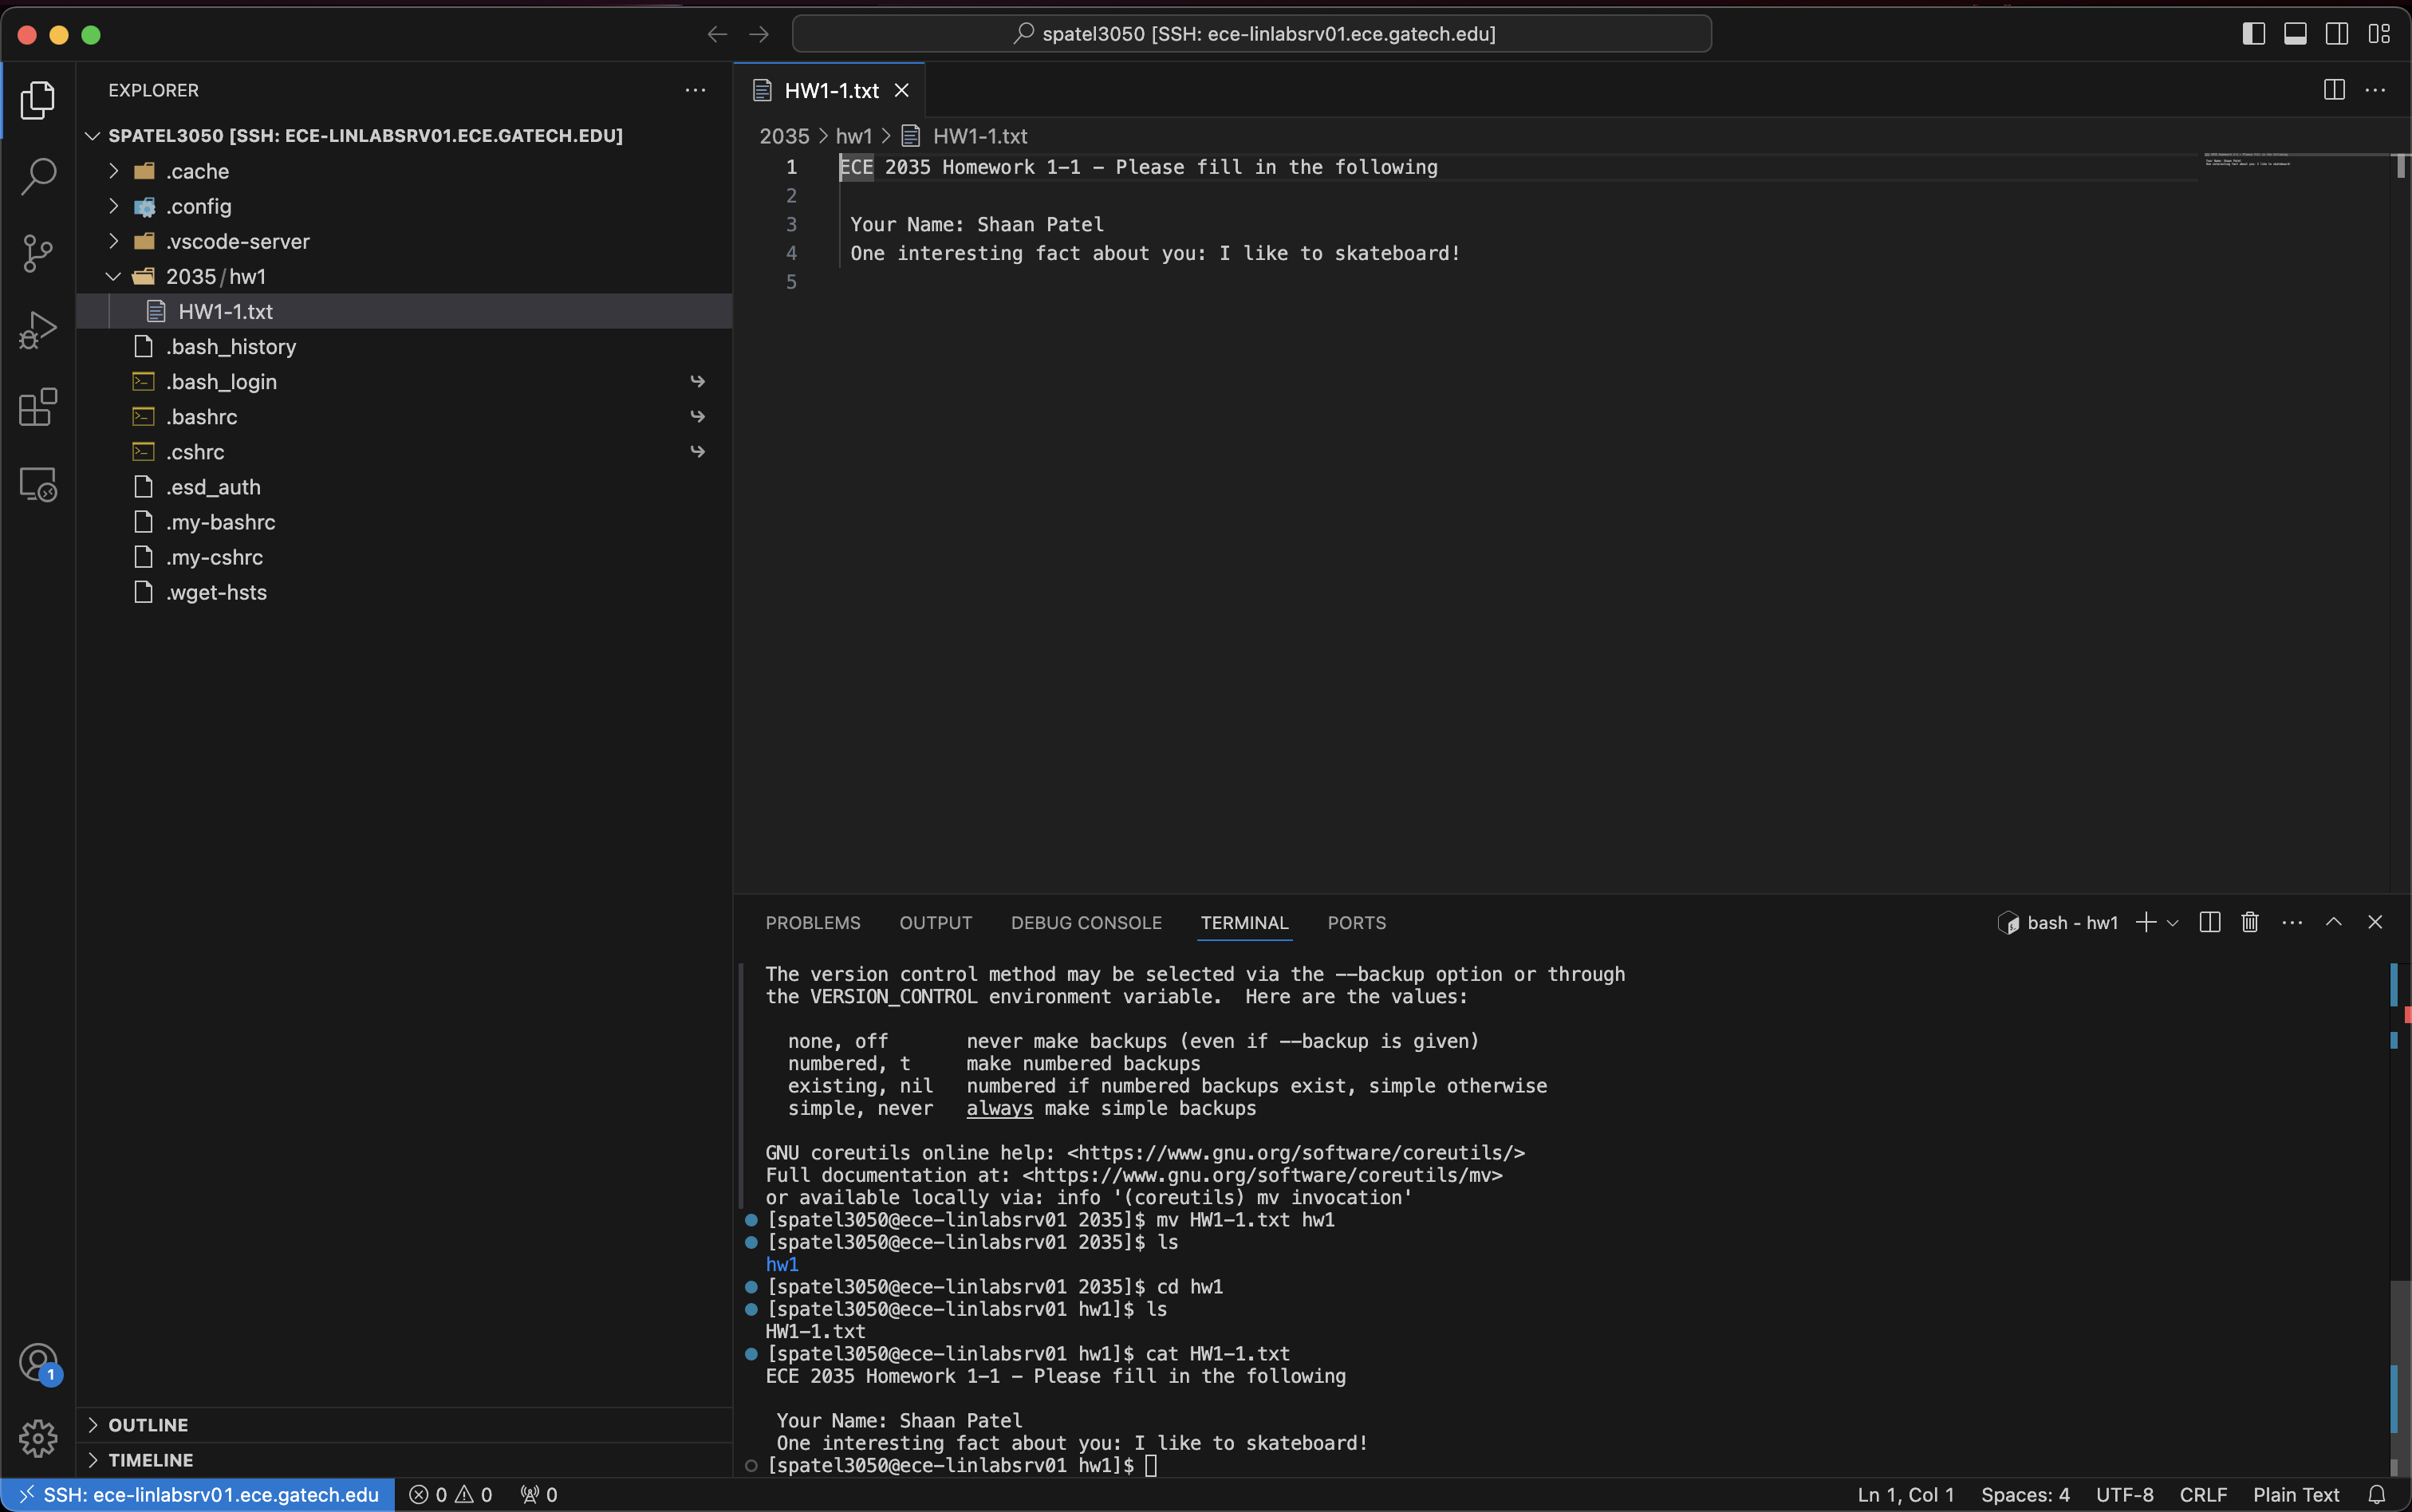 spatel3050 [SSH: ece-linlabsrv01.ece.gatech.edu]
EXPLORER
SPATEL3050 [SSH: ECE-LINLABSRV01.ECE.GATECH.EDU]
.cache
.config
.vscode-server
2035/hw1
HW1-1.txt
.bash_history
.bash_login
.bashrc
.cshrc
.esd_auth
.my-bashrc
.my-cshrc
.wget-hsts
OUTLINE
TIMELINE
1
HW1-1.txt
2035 > hw1 > HW1-1.txt
1 ECE 2035 Homework 1-1 - Please fill in the following
2
3 Your Name: Shaan Patel
4 One interesting fact about you: I like to skateboard!
5
PROBLEMS OUTPUT DEBUG CONSOLE TERMINAL PORTS
bash - hw1
The version control method may be selected via the --backup option or through
the VERSION_CONTROL environment variable.  Here are the values:
none, off       never make backups (even if --backup is given)
numbered, t     make numbered backups
existing, nil   numbered if numbered backups exist, simple otherwise
simple, never   always make simple backups
GNU coreutils online help: <https://www.gnu.org/software/coreutils/>
Full documentation at: <https://www.gnu.org/software/coreutils/mv>
or available locally via: info '(coreutils) mv invocation'
[spatel3050@ece-linlabsrv01 2035]$ mv HW1-1.txt hw1
[spatel3050@ece-linlabsrv01 2035]$ ls
hw1
[spatel3050@ece-linlabsrv01 2035]$ cd hw1
[spatel3050@ece-linlabsrv01 hw1]$ ls
HW1-1.txt
[spatel3050@ece-linlabsrv01 hw1]$ cat HW1-1.txt
ECE 2035 Homework 1-1 - Please fill in the following
Your Name: Shaan Patel
One interesting fact about you: I like to skateboard!
[spatel3050@ece-linlabsrv01 hw1]$
SSH: ece-linlabsrv01.ece.gatech.edu 0 0 0 Ln 1, Col 1 Spaces: 4 UTF-8 CRLF Plain Text